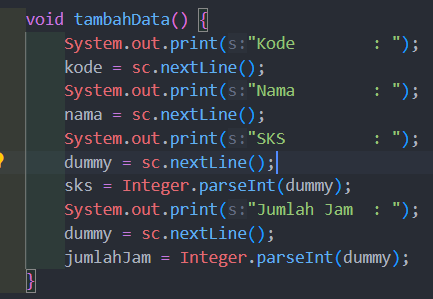 void tambahData() {
System.out.print(s:"Kode        : ");
kode = sc.nextLine();
System.out.print(s:"Nama        : ");
nama = sc.nextLine();
System.out.print(s:"SKS         : ");
dummy = sc.nextLine();
sks = Integer.parseInt(dummy);
System.out.print(s:"Jumlah Jam  : ");
dummy = sc.nextLine();
jumlahJam = Integer.parseInt(dummy);
}